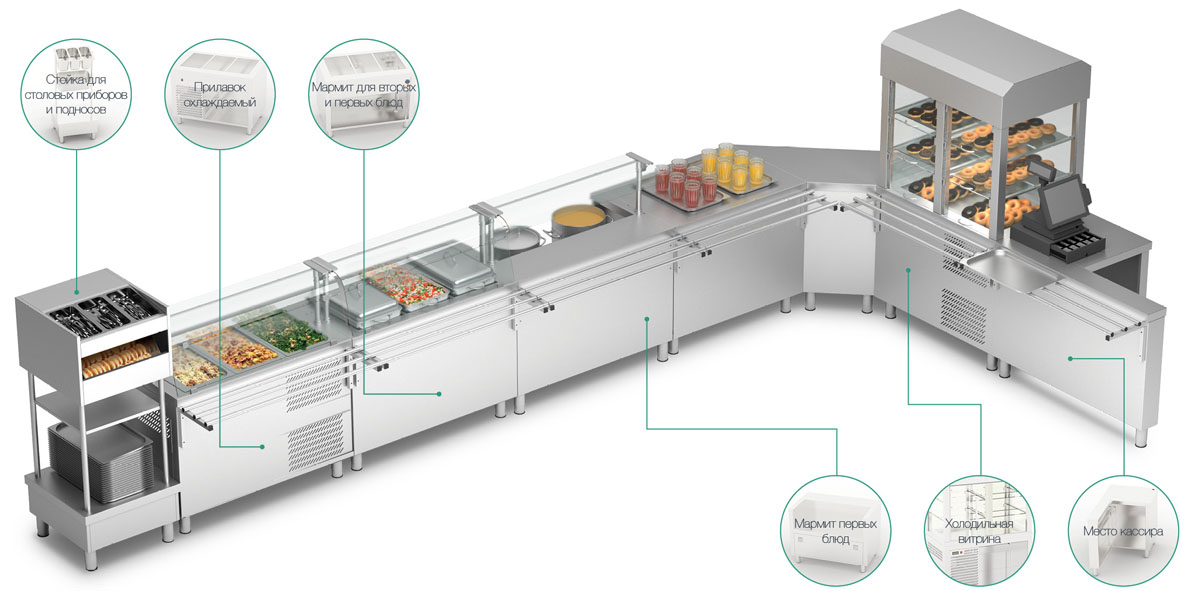 Стойка для
столовых приборов
и подносов
Прилавок
охлаждаемый
Мармит для вторых
и первых блюд
Мармит первых
блюд
Холодильная
витрина
Место кассира